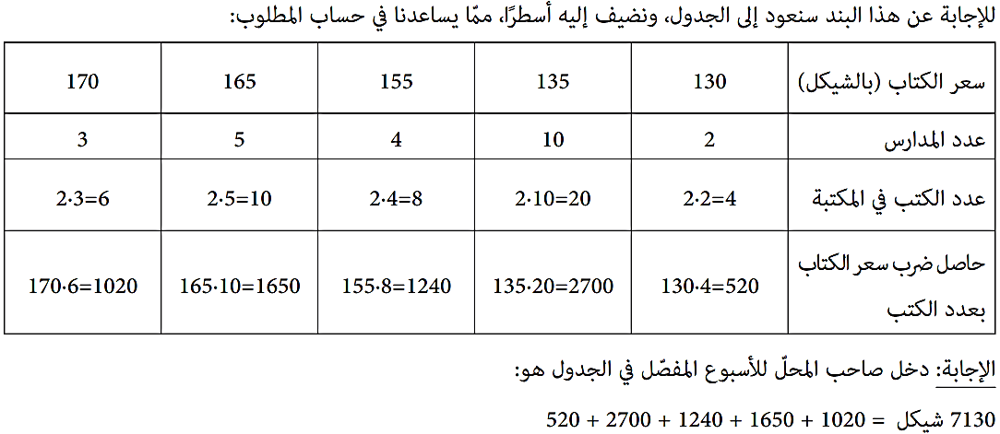 للإجابة عن هذا البند سنعود إلى الجدول، ونضيف إليه أسطرًا، ممّا يساعدنا في حساب المطلوب:
سعر الكتاب (بالشيكل) 130 135 155 165 170
عدد المدارس 2 10 4 5 3
عدد الكتب في المكتبة 2·2=4 2·10=20 2·4=8 2·5=10 2·3=6
حاصل ضرب سعر الكتاب بعدد الكتب 130·4=520 135·20=2700 155·8=1240 165·10=1650 170·6=1020
الإجابة: دخل صاحب المحلّ للأسبوع المفصّل في الجدول هو:
520 + 2700 + 1240 + 1650 + 1020 = 7130 شيكل